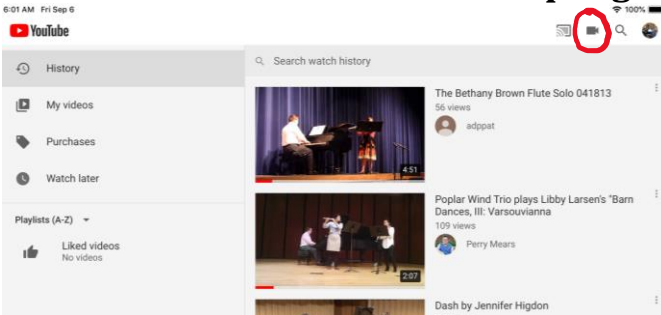 6:01 AM Fri Sep 6
100%
YouTube
History
Search watch history
My videos
The Bethany Brown Flute Solo 041813
56 views
adppat
Purchases
4:51
Watch later
Poplar Wind Trio plays Libby Larsen's "Barn
Dances, III: Varsouvianna
109 views
Playlists (A-Z)
Perry Mears
Liked videos
No videos
2:07
Dash by Jennifer Higdon